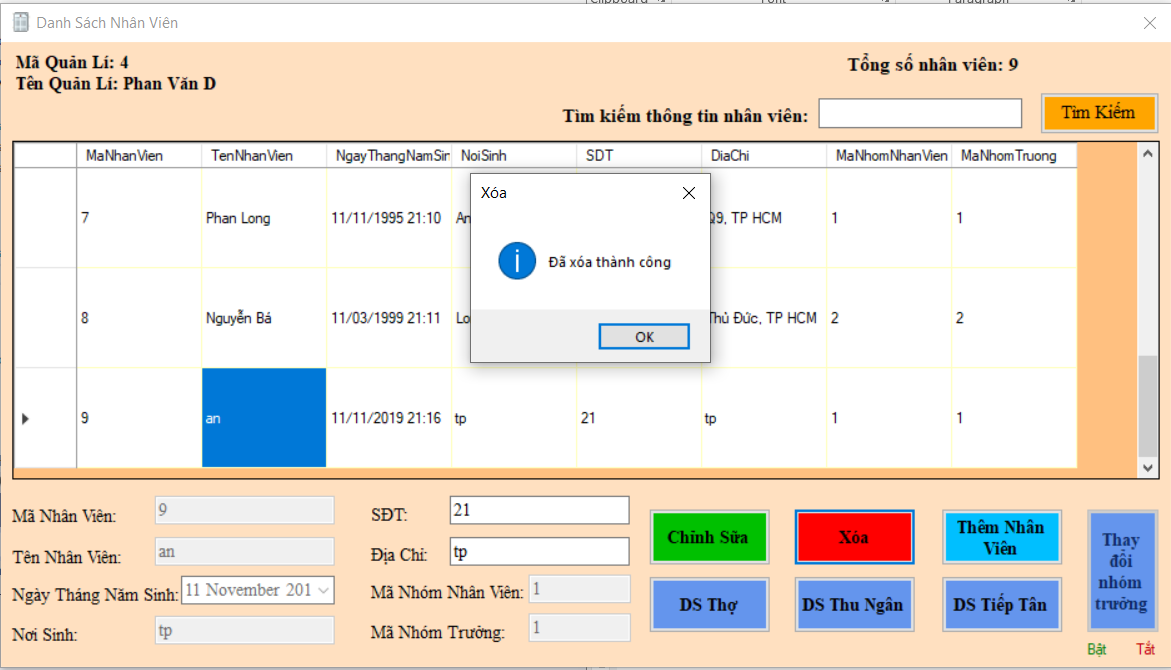 Danh Sách Nhân Viên
Mã Quản Lí: 4
Tên Quản Lí: Phan Văn D
Tổng số nhân viên: 9
Tìm kiếm thông tin nhân viên:
Tìm Kiếm
MaNhanVien TenNhanVien NgayThangNamSin NoiSinh SDT DiaChi MaNhomNhanVien MaNhomTruong
7 Phan Long 11/11/1995 21:10 An Q9, TP HCM 1 1
8 Nguyễn Bá 11/03/1999 21:11 Lo Thủ Đức, TP HCM 2 2
9 an 11/11/2019 21:16 tp 21 tp 1 1
Xóa
Đã xóa thành công
OK
Mã Nhân Viên: 9
Tên Nhân Viên: an
Ngày Tháng Năm Sinh: 11 November 201
Nơi Sinh: tp
SĐT: 21
Địa Chỉ: tp
Mã Nhóm Nhân Viên: 1
Mã Nhóm Trưởng: 1
Chỉnh Sửa
Xóa
Thêm Nhân
Viên
DS Thợ
DS Thu Ngân
DS Tiếp Tân
Thay
đổi
nhóm
trưởng
Bật Tắt